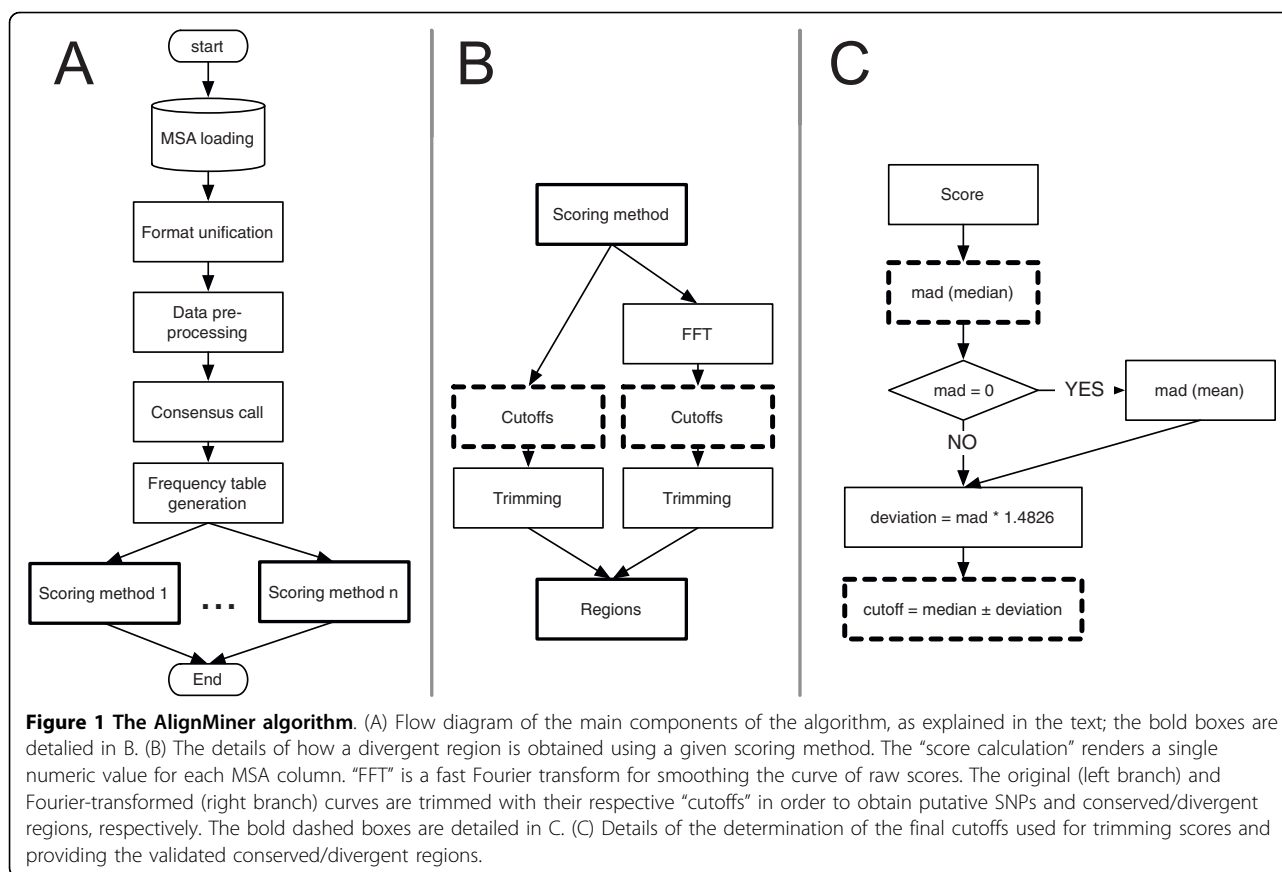 A
start
MSA loading
Format unification
Data pre-
processing
Consensus call
Frequency table
generation
Scoring method 1
...
Scoring method n
End
B
Scoring method
FFT
Cutoffs
Cutoffs
Trimming
Trimming
Regions
C
Score
mad (median)
mad = 0
YES
mad (mean)
NO
deviation = mad * 1.4826
cutoff = median ± deviation
Figure 1 The AlignMiner algorithm. (A) Flow diagram of the main components of the algorithm, as explained in the text; the bold boxes are
detalied in B. (B) The details of how a divergent region is obtained using a given scoring method. The “score calculation” renders a single
numeric value for each MSA column. “FFT” is a fast Fourier transform for smoothing the curve of raw scores. The original (left branch) and
Fourier-transformed (right branch) curves are trimmed with their respective “cutoffs” in order to obtain putative SNPs and conserved/divergent
regions, respectively. The bold dashed boxes are detailed in C. (C) Details of the determination of the final cutoffs used for trimming scores and
providing the validated conserved/divergent regions.